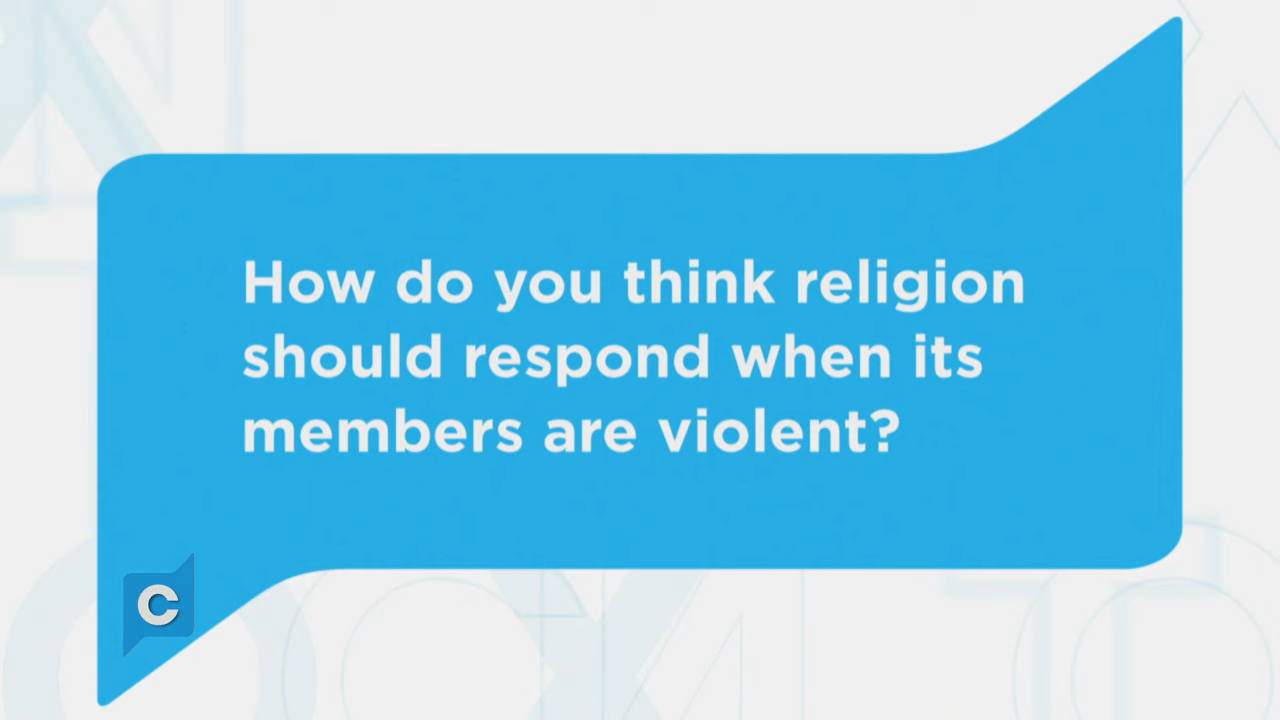 How do you think religion
should respond when its
members are violent?
C